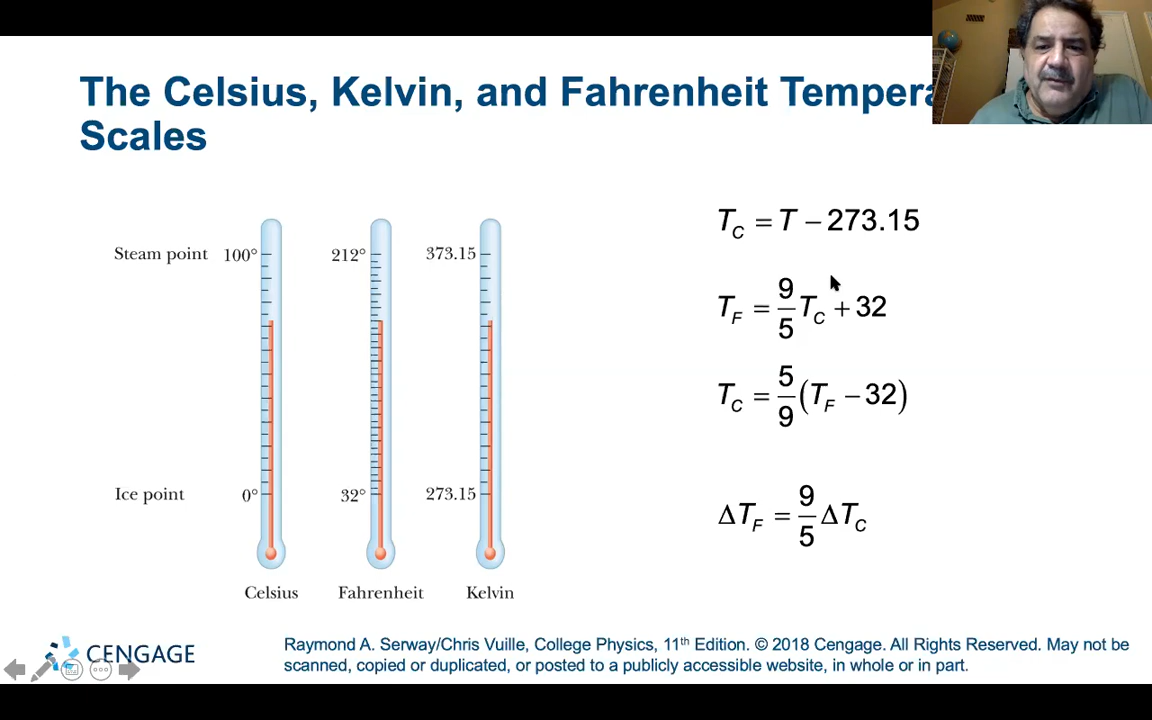 The Celsius, Kelvin, and Fahrenheit Tempera
Scales
Steam point 100° 212° 373.15
Ice point 0° 32° 273.15
Celsius Fahrenheit Kelvin
T_C = T − 273.15
T_F = 9/5 T_C + 32
T_C = 5/9 (T_F − 32)
ΔT_F = 9/5 ΔT_C
CENGAGE
Raymond A. Serway/Chris Vuille, College Physics, 11th Edition. © 2018 Cengage. All Rights Reserved. May not be
scanned, copied or duplicated, or posted to a publicly accessible website, in whole or in part.